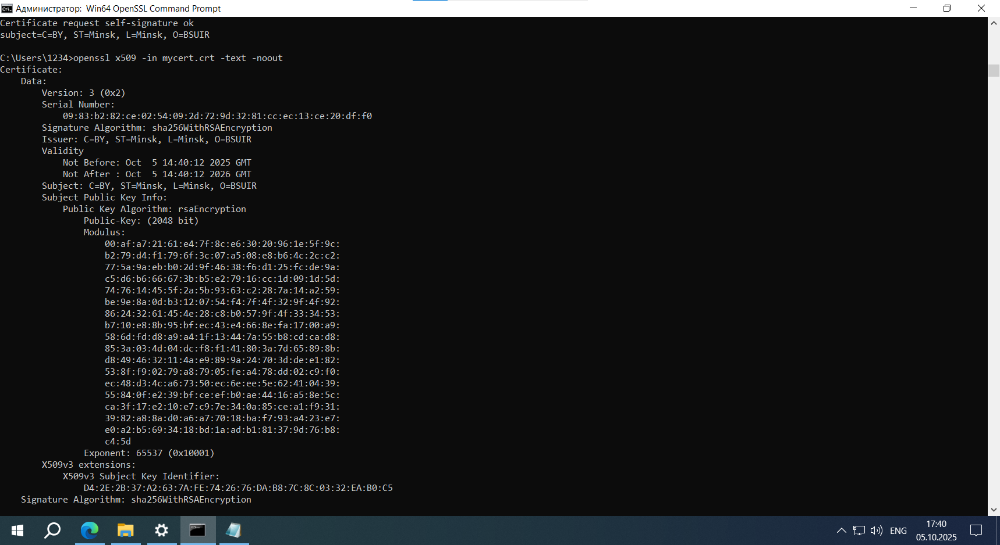 Администратор: Win64 OpenSSL Command Prompt
Certificate request self-signature ok
subject=C=BY, ST=Minsk, L=Minsk, O=BSUIR
C:\Users\1234>openssl x509 -in mycert.crt -text -noout
Certificate:
Data:
Version: 3 (0x2)
Serial Number:
09:83:b2:82:ce:02:54:09:2d:72:9d:32:81:cc:ec:13:ce:20:df:f0
Signature Algorithm: sha256WithRSAEncryption
Issuer: C=BY, ST=Minsk, L=Minsk, O=BSUIR
Validity
Not Before: Oct  5 14:40:12 2025 GMT
Not After : Oct  5 14:40:12 2026 GMT
Subject: C=BY, ST=Minsk, L=Minsk, O=BSUIR
Subject Public Key Info:
Public Key Algorithm: rsaEncryption
Public-Key: (2048 bit)
Modulus:
00:af:a7:21:61:e4:7f:8c:e6:30:20:96:1e:5f:9c:
b2:79:d4:f1:79:6f:3c:07:a5:08:e8:b6:4c:2c:c2:
77:5a:9a:eb:b0:2d:9f:46:38:f6:d1:25:fc:de:9a:
c5:d6:b6:66:67:3b:b5:e2:79:16:cc:1d:09:1d:5d:
74:76:14:45:5f:2a:5b:93:63:c2:28:7a:14:a2:59:
be:9e:8a:0d:b3:12:07:54:f4:7f:4f:32:9f:4f:92:
86:24:32:61:45:4e:28:c8:b0:57:9f:4f:33:34:53:
b7:10:e8:8b:95:bf:ec:43:e4:66:8e:fa:17:00:a9:
58:6d:fd:d8:a9:a4:1f:13:44:7a:55:b8:cd:ca:d8:
85:3a:03:4d:04:dc:f8:f1:41:80:3a:7d:65:89:8b:
d8:49:46:32:11:4a:e9:89:9a:24:70:3d:de:e1:82:
53:8f:f9:02:79:a8:79:05:fe:a4:78:dd:02:c9:f0:
ec:48:d3:4c:a6:73:50:ec:6e:ee:5e:62:41:04:39:
55:84:0f:e2:39:bf:ce:ef:b0:ae:44:16:a5:8e:5c:
ca:3f:17:e2:10:e7:c9:7e:34:0a:85:ce:a1:f9:31:
39:82:a8:8a:d0:a6:a7:70:18:ba:f7:93:a4:23:e7:
e0:a2:b5:69:34:18:bd:1a:ad:b1:81:37:9d:76:b8:
c4:5d
Exponent: 65537 (0x10001)
X509v3 extensions:
X509v3 Subject Key Identifier:
D4:2E:2B:37:A2:63:7A:FE:74:26:76:DA:B8:7C:8C:03:32:EA:B0:C5
Signature Algorithm: sha256WithRSAEncryption
ENG
17:40
05.10.2025